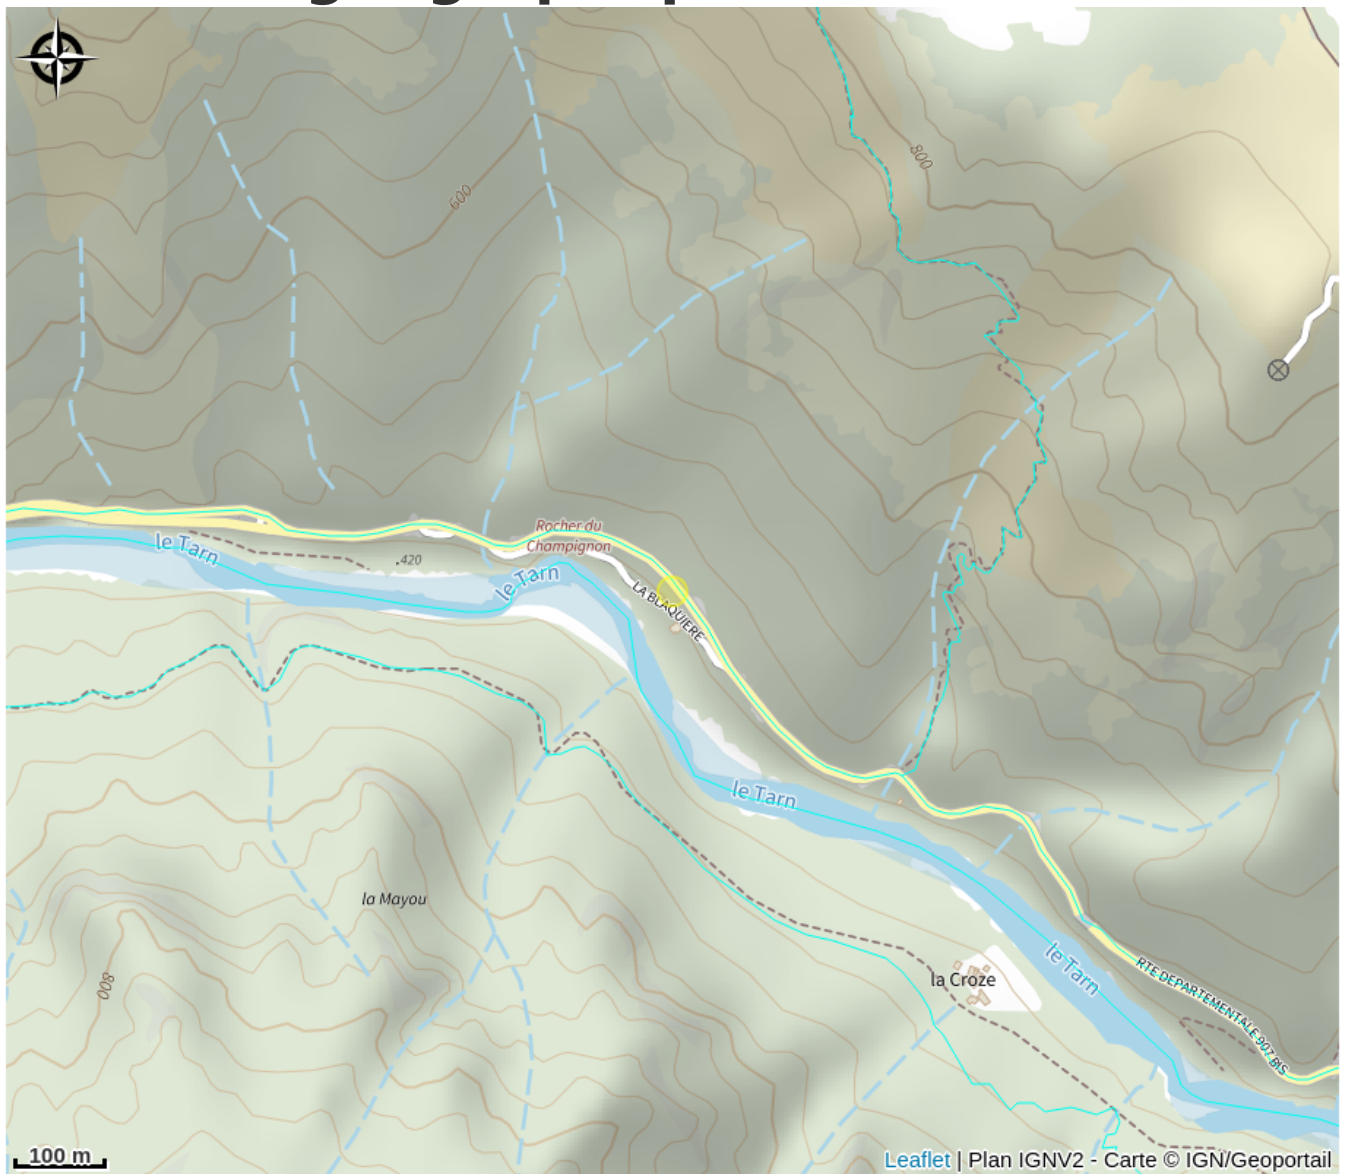 800
600
Rocher du
Champignon
le Tarn
.420
le Tarn
LA BLAQUIERE
le Tarn
la Mayou
le Tarn
la Croze
RTE DEPARTEMENTALE 907 BIS
800
100 m
Leaflet | Plan IGNV2 - Carte © IGN/Geoportail